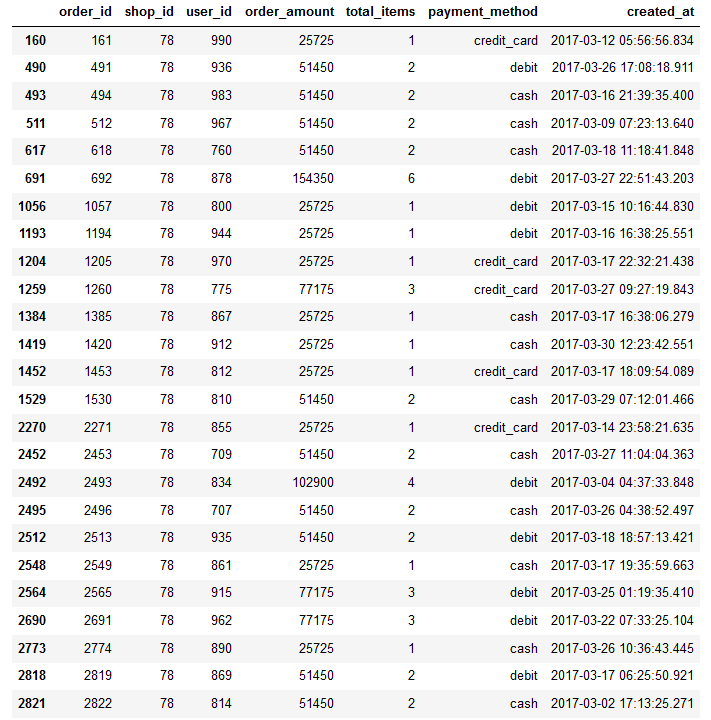 order_id shop_id user_id order_amount total_items payment_method created_at
160 161 78 990 25725 1 credit_card 2017-03-12 05:56:56.834
490 491 78 936 51450 2 debit 2017-03-26 17:08:18.911
493 494 78 983 51450 2 cash 2017-03-16 21:39:35.400
511 512 78 967 51450 2 cash 2017-03-09 07:23:13.640
617 618 78 760 51450 2 cash 2017-03-18 11:18:41.848
691 692 78 878 154350 6 debit 2017-03-27 22:51:43.203
1056 1057 78 800 25725 1 debit 2017-03-15 10:16:44.830
1193 1194 78 944 25725 1 debit 2017-03-16 16:38:25.551
1204 1205 78 970 25725 1 credit_card 2017-03-17 22:32:21.438
1259 1260 78 775 77175 3 credit_card 2017-03-27 09:27:19.843
1384 1385 78 867 25725 1 cash 2017-03-17 16:38:06.279
1419 1420 78 912 25725 1 cash 2017-03-30 12:23:42.551
1452 1453 78 812 25725 1 credit_card 2017-03-17 18:09:54.089
1529 1530 78 810 51450 2 cash 2017-03-29 07:12:01.466
2270 2271 78 855 25725 1 credit_card 2017-03-14 23:58:21.635
2452 2453 78 709 51450 2 cash 2017-03-27 11:04:04.363
2492 2493 78 834 102900 4 debit 2017-03-04 04:37:33.848
2495 2496 78 707 51450 2 cash 2017-03-26 04:38:52.497
2512 2513 78 935 51450 2 debit 2017-03-18 18:57:13.421
2548 2549 78 861 25725 1 cash 2017-03-17 19:35:59.663
2564 2565 78 915 77175 3 debit 2017-03-25 01:19:35.410
2690 2691 78 962 77175 3 debit 2017-03-22 07:33:25.104
2773 2774 78 890 25725 1 cash 2017-03-26 10:36:43.445
2818 2819 78 869 51450 2 debit 2017-03-17 06:25:50.921
2821 2822 78 814 51450 2 cash 2017-03-02 17:13:25.271